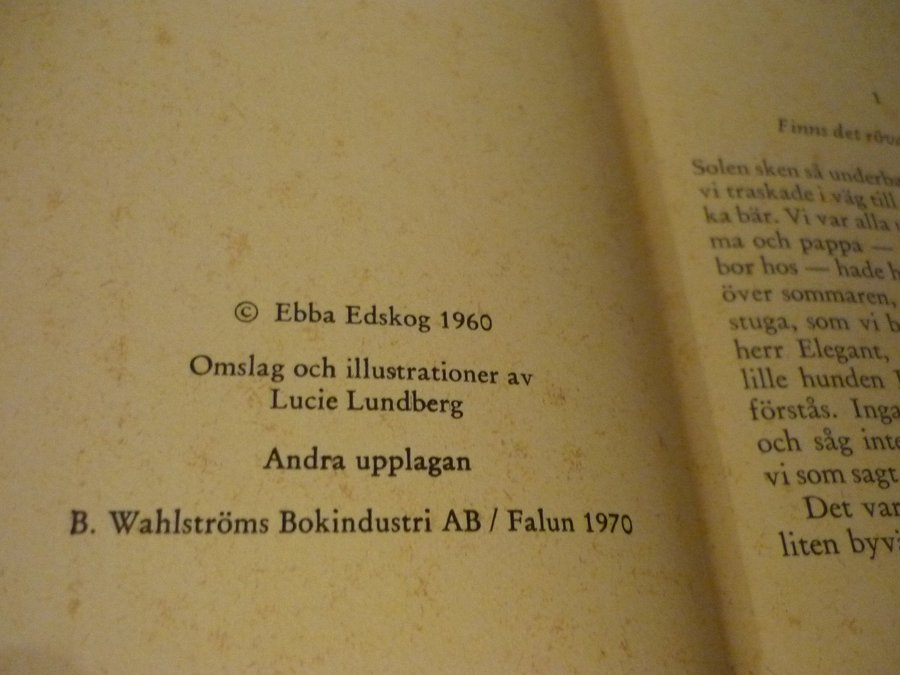 © Ebba Edskog 1960
Omslag och illustrationer av
Lucie Lundberg
Andra upplagan
B. Wahlströms Bokindustri AB / Falun 1970
1
Finns det
Solen sken så
vi traskade i väg till
ka bär. Vi var alla
ma och pappa —
bor hos — hade
över sommaren,
stuga, som vi
herr Elegant,
lille hunden
förstås.
och såg
vi som sagt
Det var
liten